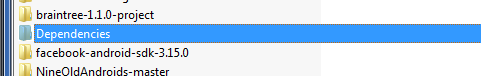 braintree-1.1.0-project
Dependencies
facebook-android-sdk-3.15.0
NineOldAndroids-master